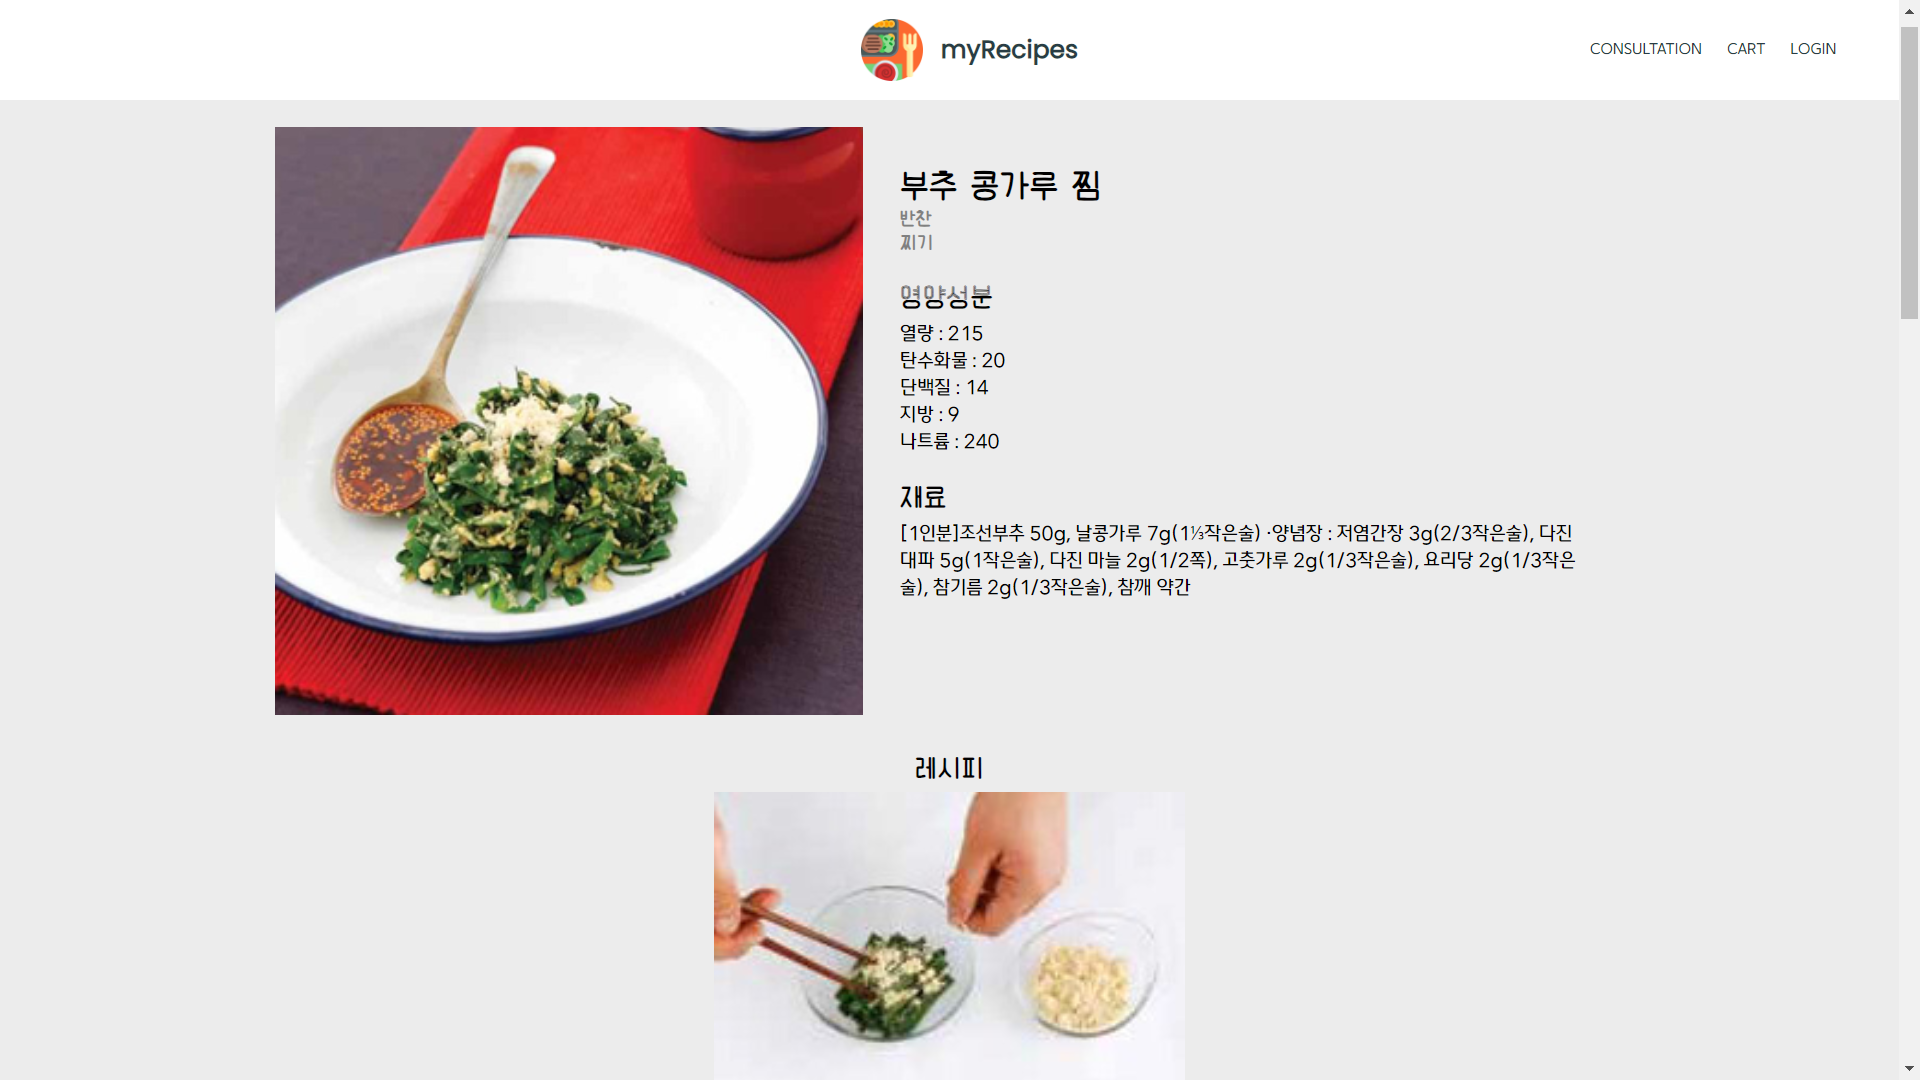 myRecipes
CONSULTATION CART LOGIN
부추 콩가루 찜
반찬
찌기
영양성분
열량 : 215
탄수화물 : 20
단백질 : 14
지방 : 9
나트륨 : 240
재료
[1인분]조선부추 50g, 날콩가루 7g(1⅓작은술) ·양념장 : 저염간장 3g(2/3작은술), 다진
대파 5g(1작은술), 다진 마늘 2g(1/2쪽), 고춧가루 2g(1/3작은술), 요리당 2g(1/3작은
술), 참기름 2g(1/3작은술), 참깨 약간
레시피